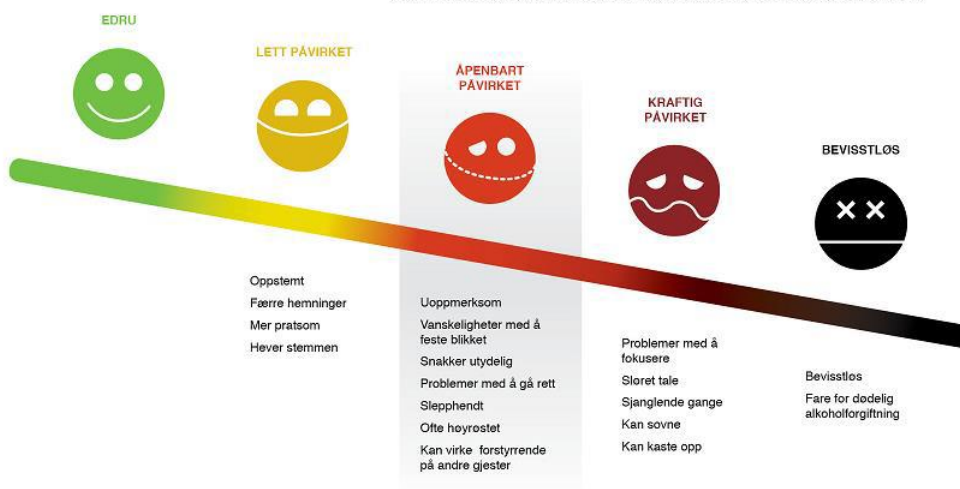 EDRU
LETT PÅVIRKET
Oppstemt
Færre hemninger
Mer pratsom
Hever stemmen
ÅPENBART
PÅVIRKET
Uoppmerksom
Vanskeligheter med å
feste blikket
Snakker utydelig
Problemer med å gå rett
Slepphendt
Ofte høyrøstet
Kan virke forstyrrende
på andre gjester
KRAFTIG
PÅVIRKET
Problemer med å
fokusere
Sløret tale
Sjanglende gange
Kan sovne
Kan kaste opp
BEVISSTLØS
Bevisstløs
Fare for dødelig
alkoholforgiftning